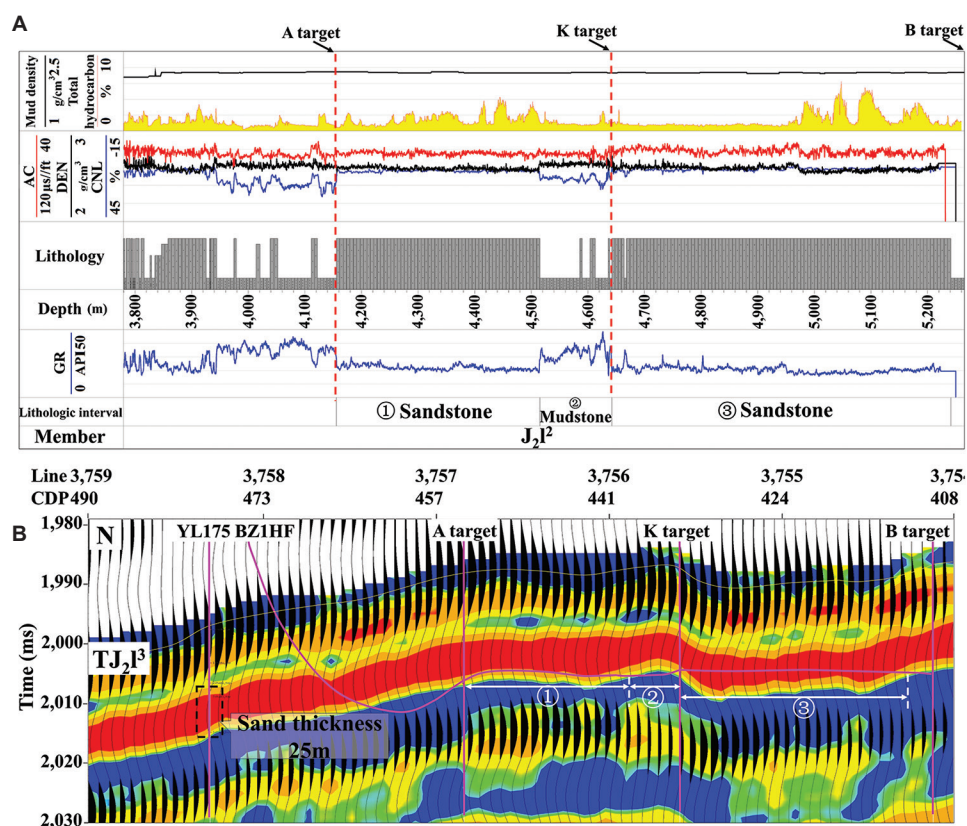 A
A target
K target
B target
Mud density
1 g/cm³ 2.5
Total hydrocarbon
0 % 10
AC
120 μs/ft 40
DEN
2 g/cm³ 3
CNL
45 % -15
Lithology
Depth (m)
3,800 3,900 4,000 4,100 4,200 4,300 4,400 4,500 4,600 4,700 4,800 4,900 5,000 5,100 5,200
GR
0 API 150
Lithologic interval
① Sandstone
② Mudstone
③ Sandstone
Member
J₂l²
Line 3,759 3,758 3,757 3,756 3,755 3,754
CDP 490 473 457 441 424 408
B
N
YL175 BZ1HF
A target
K target
B target
Time (ms)
1,980
1,990
2,000
2,010
2,020
2,030
TJ₂l³
① ② ③
Sand thickness
25m